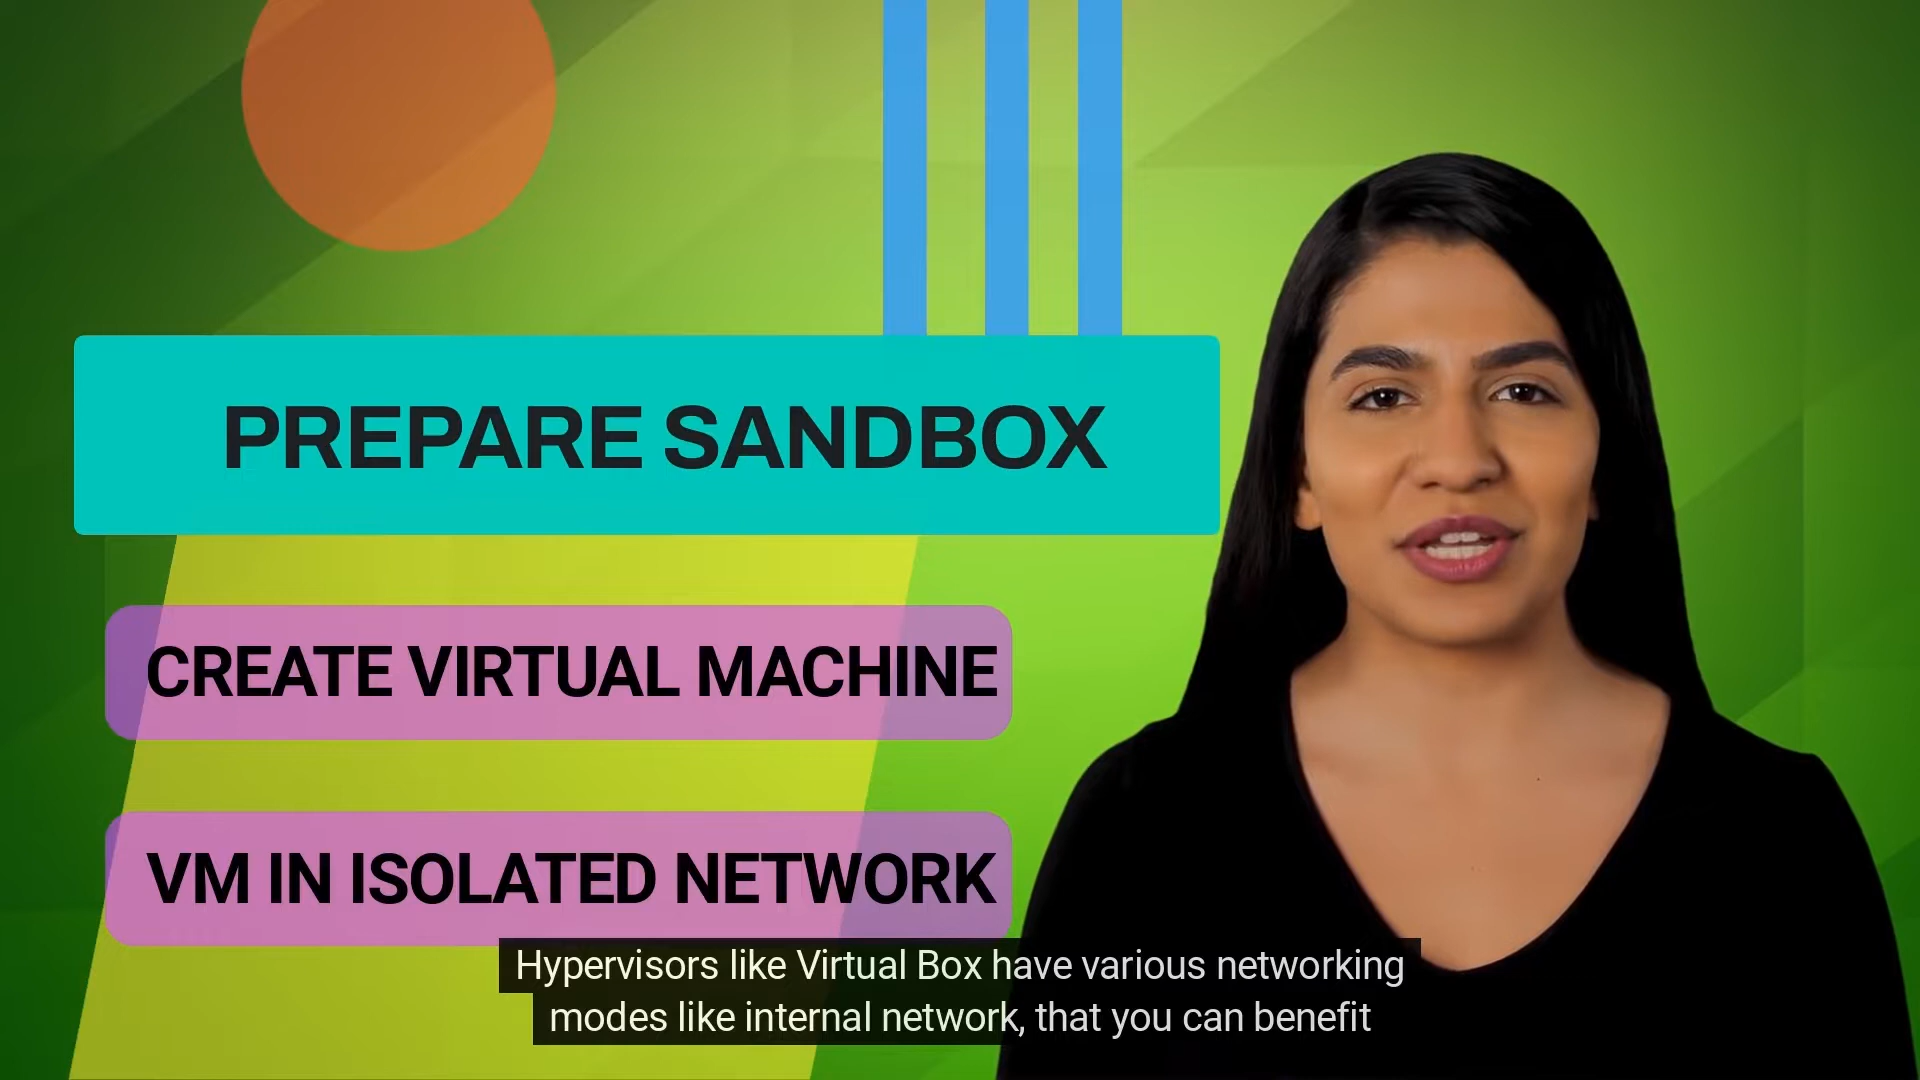 PREPARE SANDBOX
CREATE VIRTUAL MACHINE
VM IN ISOLATED NETWORK
Hypervisors like Virtual Box have various networking
modes like internal network, that you can benefit